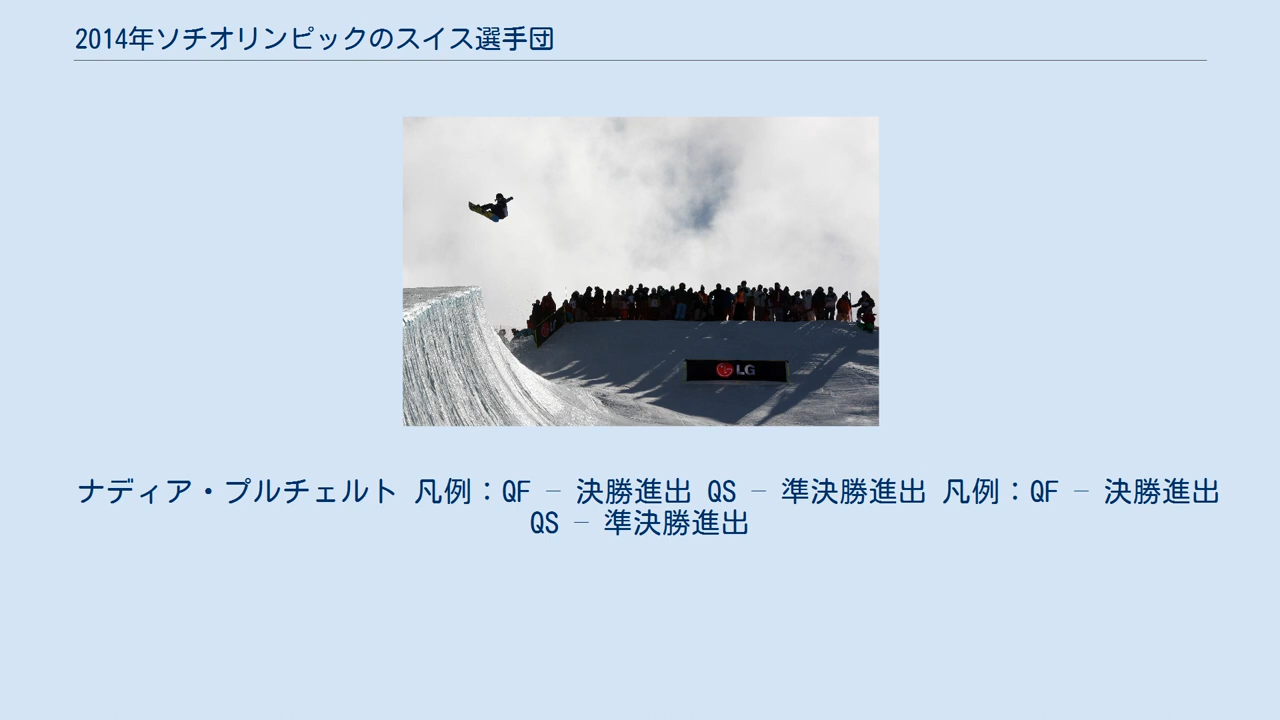 2014年ソチオリンピックのスイス選手団
LG
ナディア・プルチェルト 凡例：QF – 決勝進出 QS – 準決勝進出 凡例：QF – 決勝進出
QS – 準決勝進出